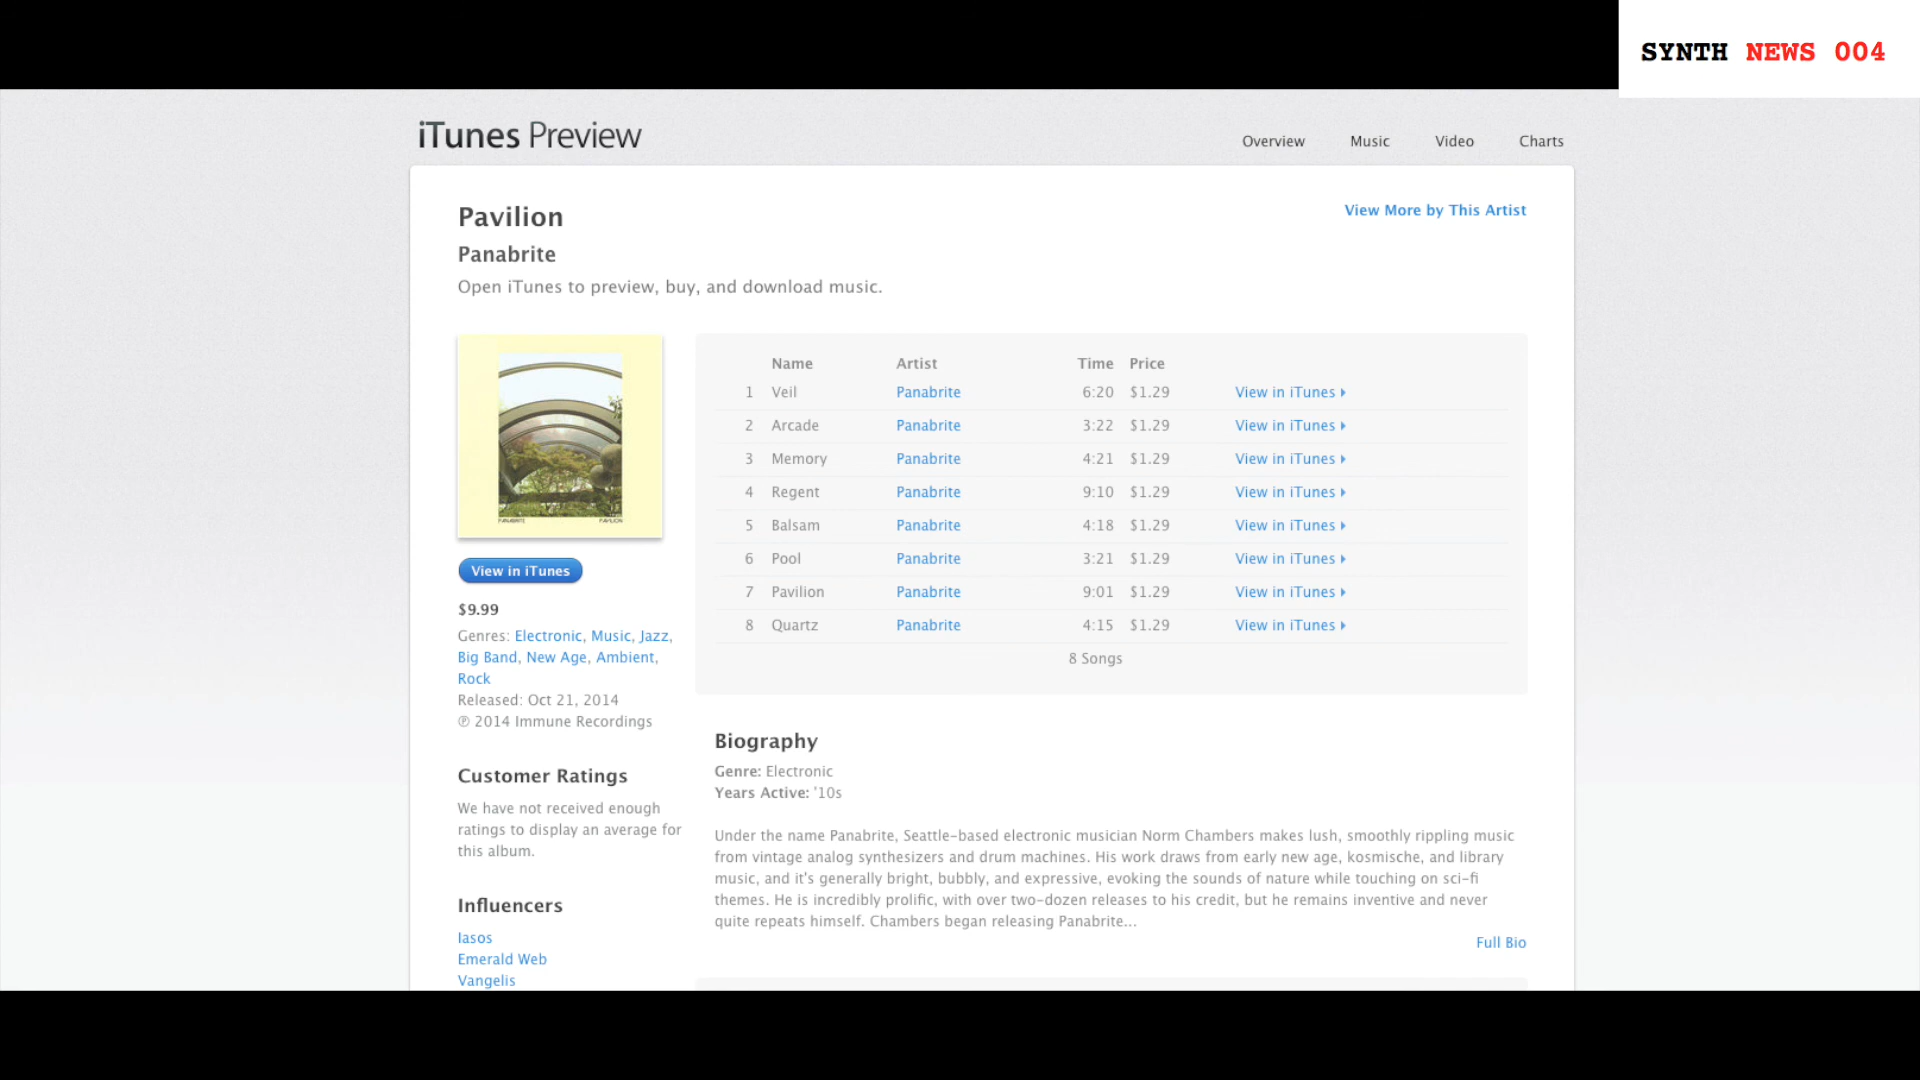 SYNTH NEWS 004
iTunes Preview
Overview Music Video Charts
Pavilion
View More by This Artist
Panabrite
Open iTunes to preview, buy, and download music.
PANABRITE PAVILION
Name Artist Time Price
1 Veil Panabrite 6:20 $1.29 View in iTunes
2 Arcade Panabrite 3:22 $1.29 View in iTunes
3 Memory Panabrite 4:21 $1.29 View in iTunes
4 Regent Panabrite 9:10 $1.29 View in iTunes
5 Balsam Panabrite 4:18 $1.29 View in iTunes
6 Pool Panabrite 3:21 $1.29 View in iTunes
7 Pavilion Panabrite 9:01 $1.29 View in iTunes
8 Quartz Panabrite 4:15 $1.29 View in iTunes
8 Songs
View in iTunes
$9.99
Genres: Electronic, Music, Jazz,
Big Band, New Age, Ambient,
Rock
Released: Oct 21, 2014
℗ 2014 Immune Recordings
Customer Ratings
We have not received enough
ratings to display an average for
this album.
Influencers
Iasos
Emerald Web
Vangelis
Biography
Genre: Electronic
Years Active: '10s
Under the name Panabrite, Seattle-based electronic musician Norm Chambers makes lush, smoothly rippling music
from vintage analog synthesizers and drum machines. His work draws from early new age, kosmische, and library
music, and it's generally bright, bubbly, and expressive, evoking the sounds of nature while touching on sci-fi
themes. He is incredibly prolific, with over two-dozen releases to his credit, but he remains inventive and never
quite repeats himself. Chambers began releasing Panabrite...
Full Bio